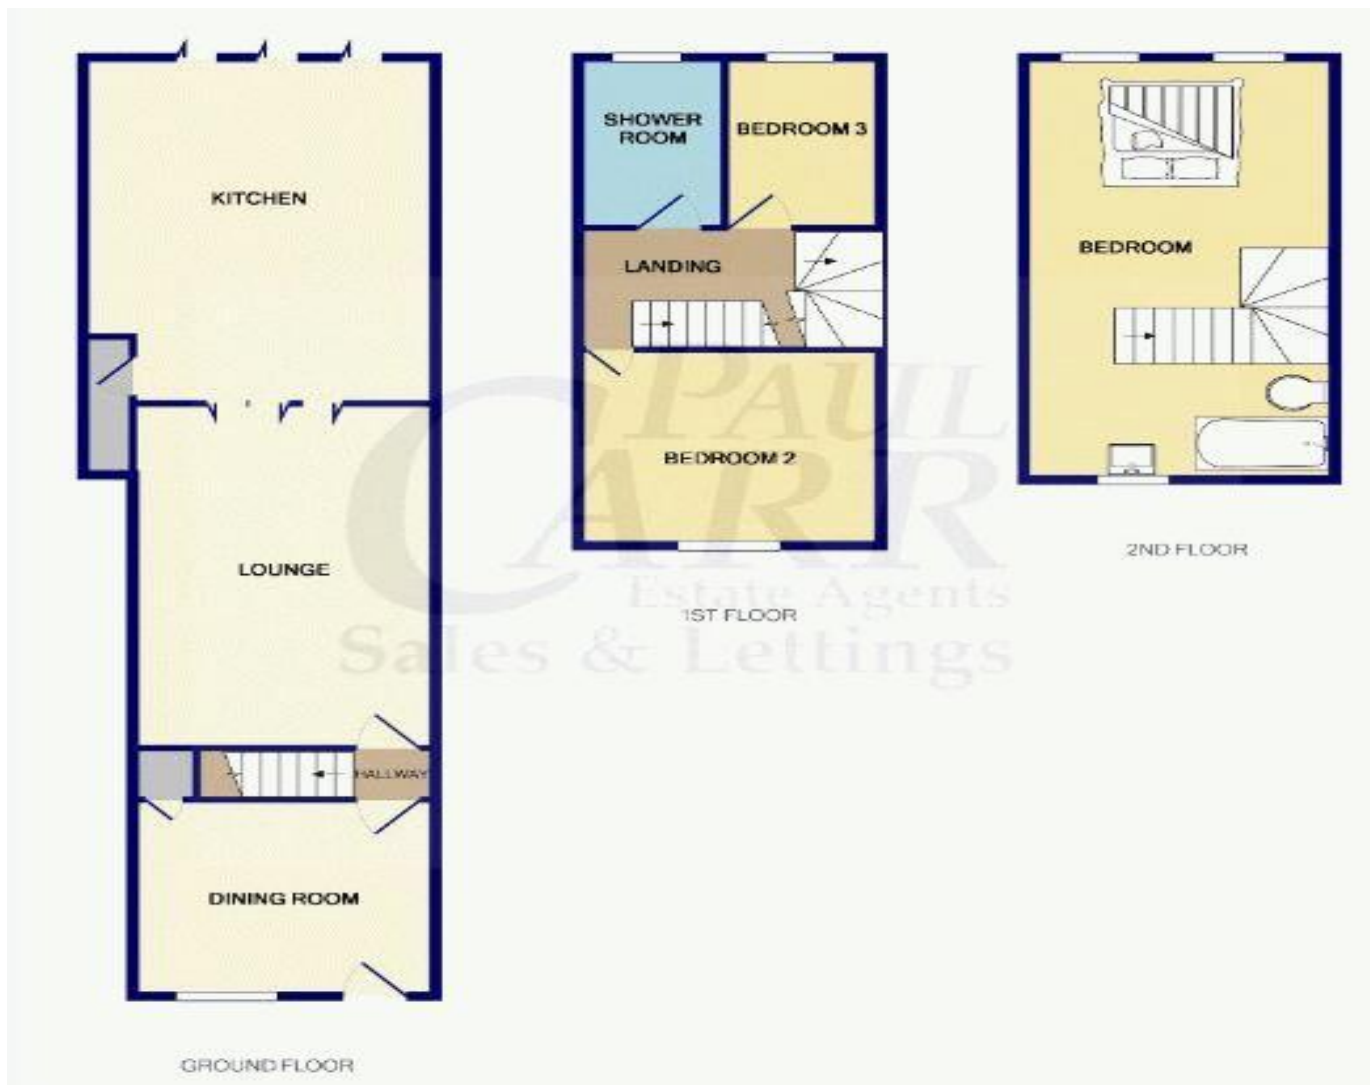 KITCHEN
LOUNGE
HALLWAY
DINING ROOM
GROUND FLOOR
SHOWER
ROOM
BEDROOM 3
LANDING
BEDROOM 2
1ST FLOOR
BEDROOM
2ND FLOOR
PAUL
CARR
Estate Agents
Sales & Lettings